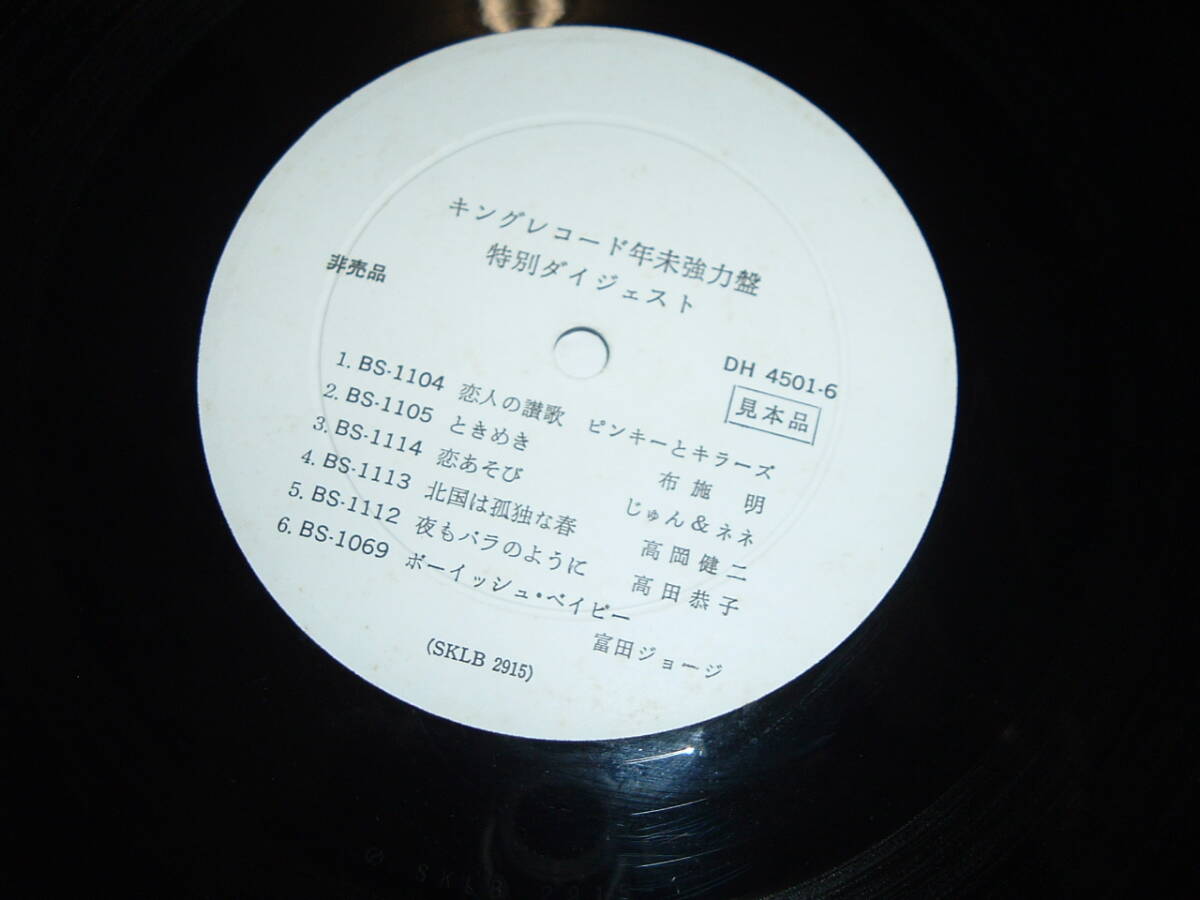 キングレコード年未強力盤
特別ダイジェスト
非売品
DH 4501-6
見本品
1. BS-1104 恋人の讃歌 ピンキーとキラーズ
2. BS-1105 ときめき 布施 明
3. BS-1114 恋あそび じゅん&ネネ
4. BS-1113 北国は孤独な春 高岡健二
5. BS-1112 夜もバラのように 高田恭子
6. BS-1069 ボーイッシュ・ベイビー 富田ジョージ
(SKLB 2915)